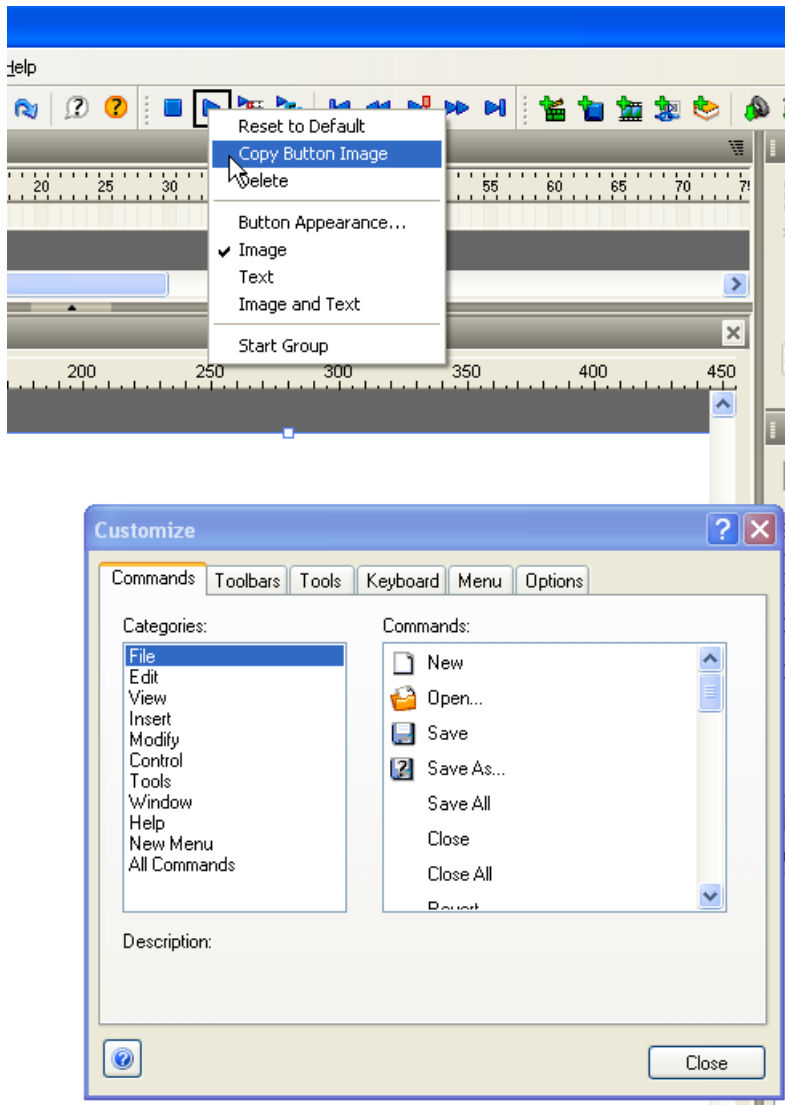 Help
Reset to Default
Copy Button Image
Delete
Button Appearance...
Image
Text
Image and Text
Start Group
20 25 30 55 60 65 70
200 250 300 350 400 450
Customize
Commands Toolbars Tools Keyboard Menu Options
Categories:
File
Edit
View
Insert
Modify
Control
Tools
Window
Help
New Menu
All Commands
Commands:
New
Open...
Save
Save As...
Save All
Close
Close All
Description:
Close